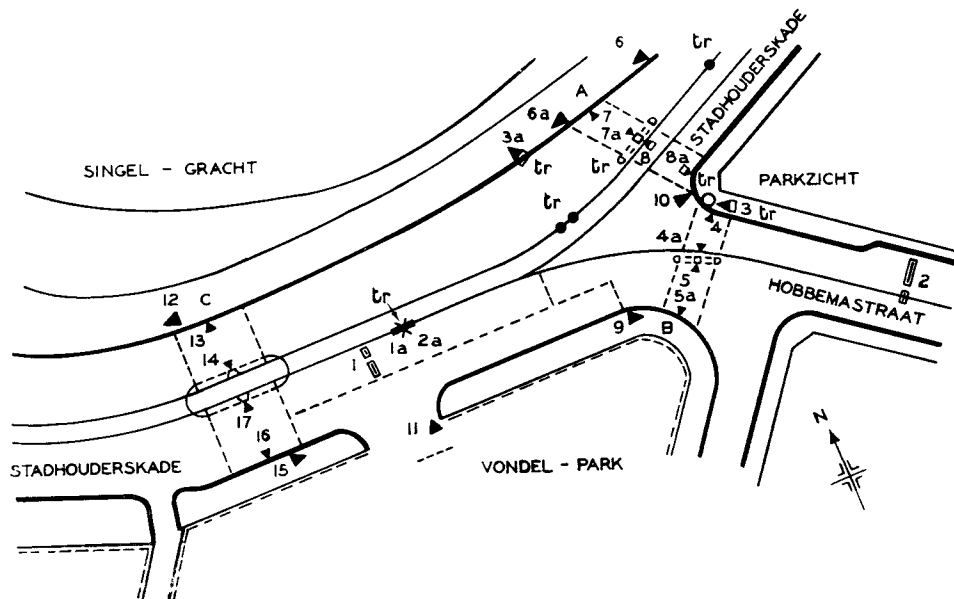 6
tr
STADHOUDERSKADE
A
6a
7
7a
3a
tr
tr
8
8a
SINGEL - GRACHT
tr
PARKZICHT
10
3 tr
tr
4
4a
2
5
HOBBEMASTRAAT
5a
12
C
13
tr
9
B
1a
2a
14
1
17
11
N
16
STADHOUDERSKADE
15
VONDEL - PARK